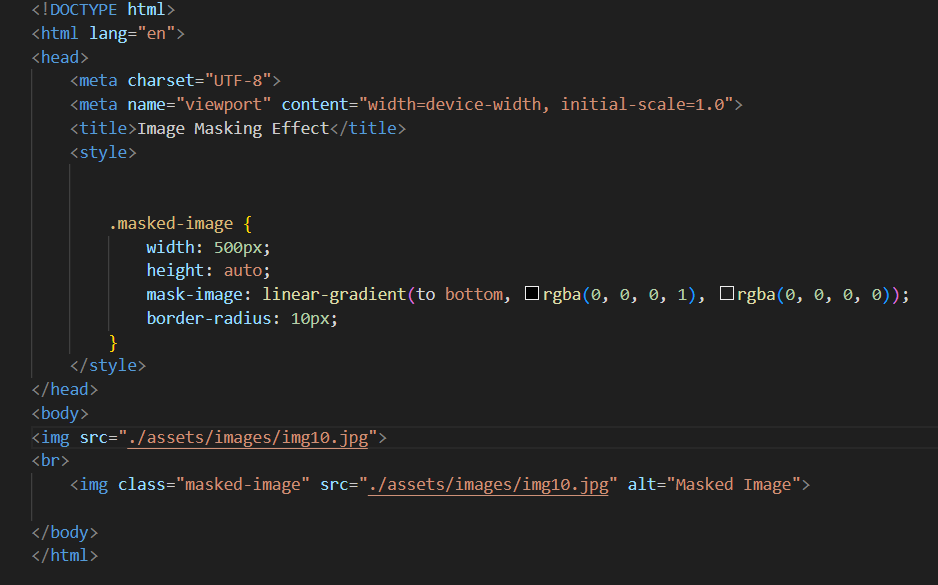 <!DOCTYPE html>
<html lang="en">
<head>
    <meta charset="UTF-8">
    <meta name="viewport" content="width=device-width, initial-scale=1.0">
    <title>Image Masking Effect</title>
    <style>
        .masked-image {
            width: 500px;
            height: auto;
            mask-image: linear-gradient(to bottom, rgba(0, 0, 0, 1), rgba(0, 0, 0, 0));
            border-radius: 10px;
        }
    </style>
</head>
<body>
<img src="./assets/images/img10.jpg">
<br>
    <img class="masked-image" src="./assets/images/img10.jpg" alt="Masked Image">
</body>
</html>